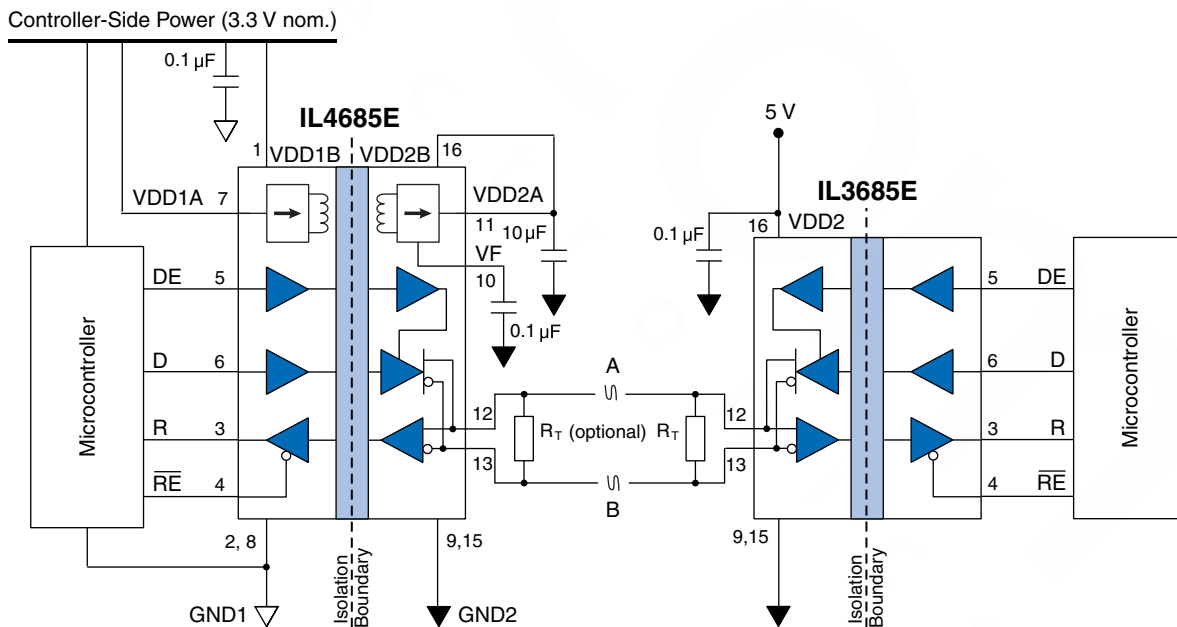 Controller-Side Power (3.3 V nom.)
0.1 µF
IL4685E
1
VDD1B
VDD2B
16
VDD1A
7
VDD2A
11
10 µF
VF
10
0.1 µF
5 V
IL3685E
0.1 µF
16
VDD2
Microcontroller
DE
5
D
6
R
3
RE
4
A
12
RT (optional)
RT
12
13
13
B
5
DE
6
D
3
R
4
RE
Microcontroller
2, 8
9,15
9,15
GND1
Isolation
Boundary
GND2
Isolation
Boundary